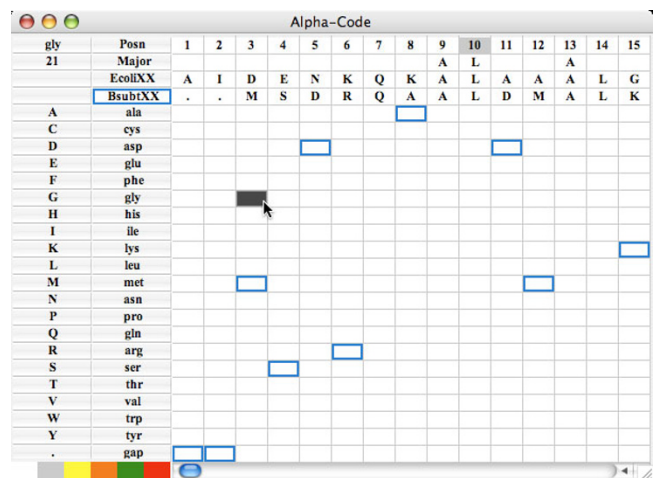 Alpha-Code
gly Posn 1 2 3 4 5 6 7 8 9 10 11 12 13 14 15
21 Major A L A
EcoliXX A I D E N K Q K A L A A A L G
BsubtXX . . M S D R Q A A L D M A L K
A ala
C cys
D asp
E glu
F phe
G gly
H his
I ile
K lys
L leu
M met
N asn
P pro
Q gln
R arg
S ser
T thr
V val
W trp
Y tyr
. gap